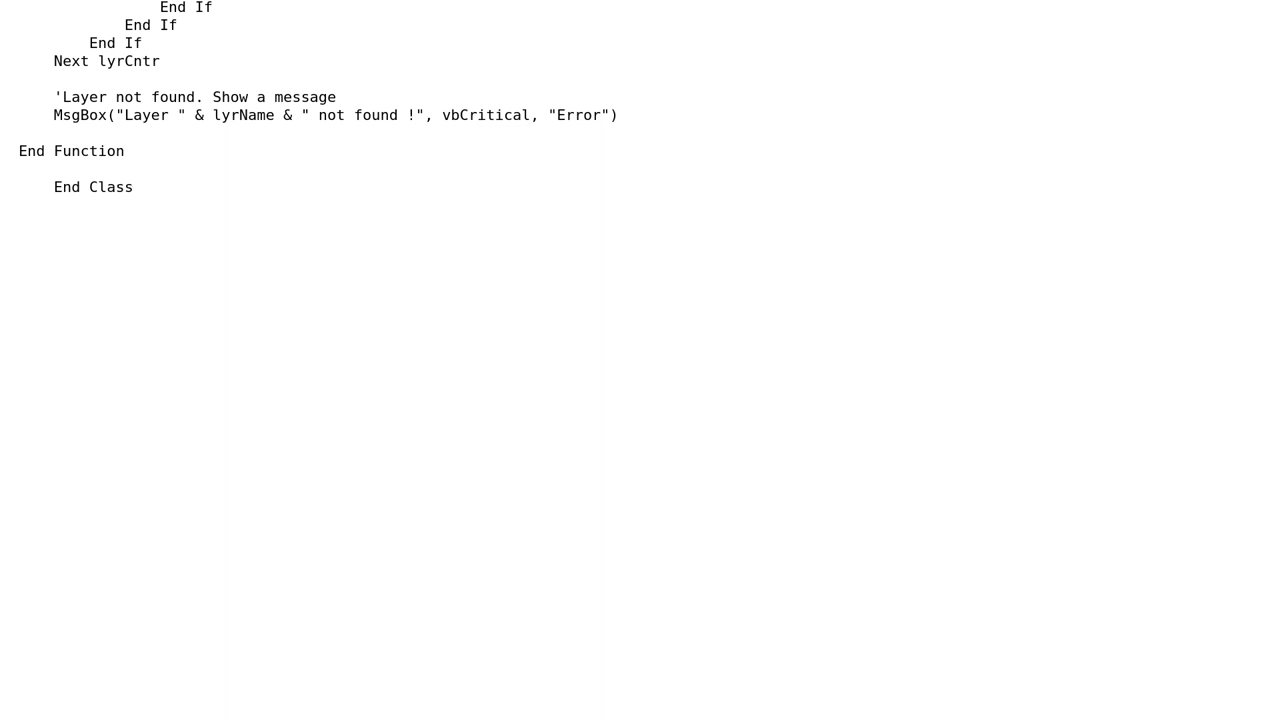 End If
End If
End If
Next lyrCntr
'Layer not found. Show a message
MsgBox("Layer " & lyrName & " not found !", vbCritical, "Error")
End Function
End Class